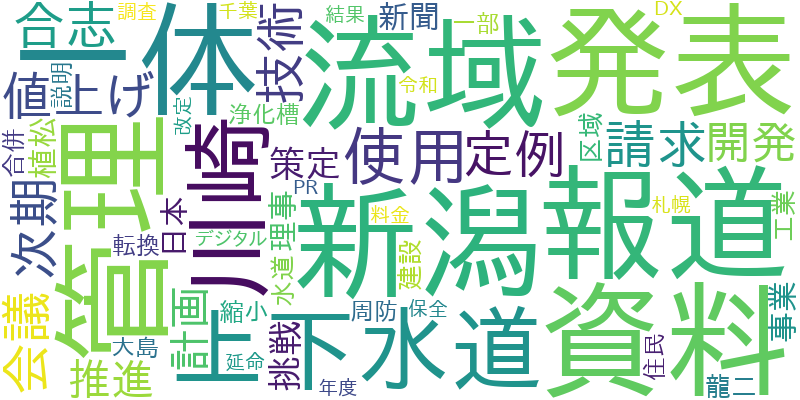 合志
調査
千葉
結果
新聞
一部
DX
値上げ
説明
一体
技術
流域
発表
令和
浄化槽
改定
合併
植松
管理
川崎
策定
使用
定例
区域
請求
開発
次期
日本
PR
新潟
料金
報道
札幌
工業
転換
デジタル
水道
理事
建設
会議
計画
縮小
上下水道
周防
保全
資料
事業
推進
大島
延命
挑戦
年度
住民
龍二